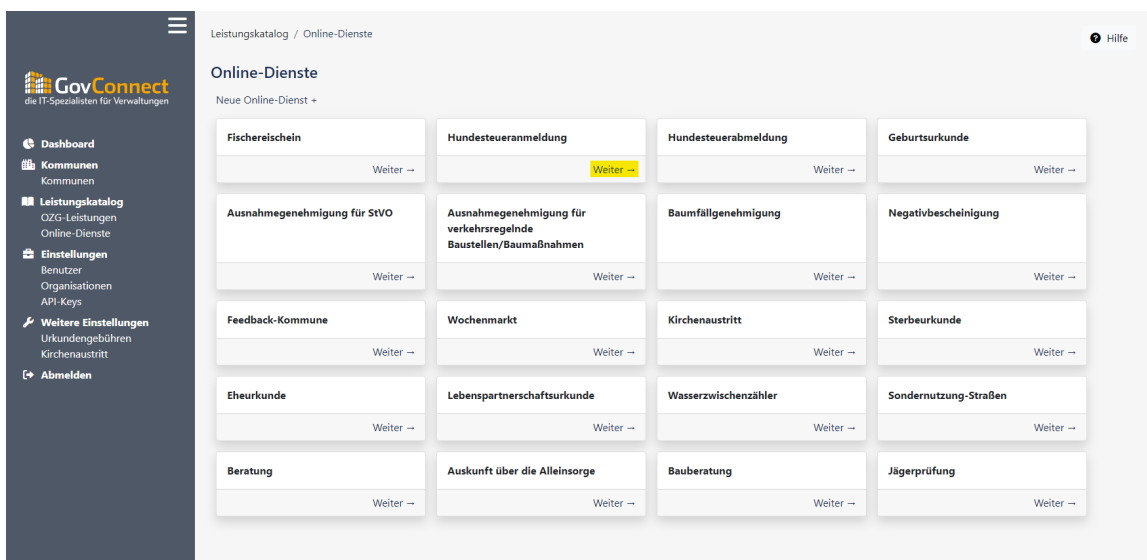 GovConnect
die IT-Spezialisten für Verwaltungen
Dashboard
Kommunen
Kommunen
Leistungskatalog
OZG-Leistungen
Online-Dienste
Einstellungen
Benutzer
Organisationen
API-Keys
Weitere Einstellungen
Urkundengebühren
Kirchenaustritt
Abmelden
Leistungskatalog / Online-Dienste
Hilfe
Online-Dienste
Neue Online-Dienst +
Fischereischein
Weiter →
Hundesteueranmeldung
Weiter →
Hundesteuerabmeldung
Weiter →
Geburtsurkunde
Weiter →
Ausnahmegenehmigung für StVO
Weiter →
Ausnahmegenehmigung für
verkehrsregelnde
Baustellen/Baumaßnahmen
Weiter →
Baumfällgenehmigung
Weiter →
Negativbescheinigung
Weiter →
Feedback-Kommune
Weiter →
Wochenmarkt
Weiter →
Kirchenaustritt
Weiter →
Sterbeurkunde
Weiter →
Eheurkunde
Weiter →
Lebenspartnerschaftsurkunde
Weiter →
Wasserzwischenzähler
Weiter →
Sondernutzung-Straßen
Weiter →
Beratung
Weiter →
Auskunft über die Alleinsorge
Weiter →
Bauberatung
Weiter →
Jägerprüfung
Weiter →